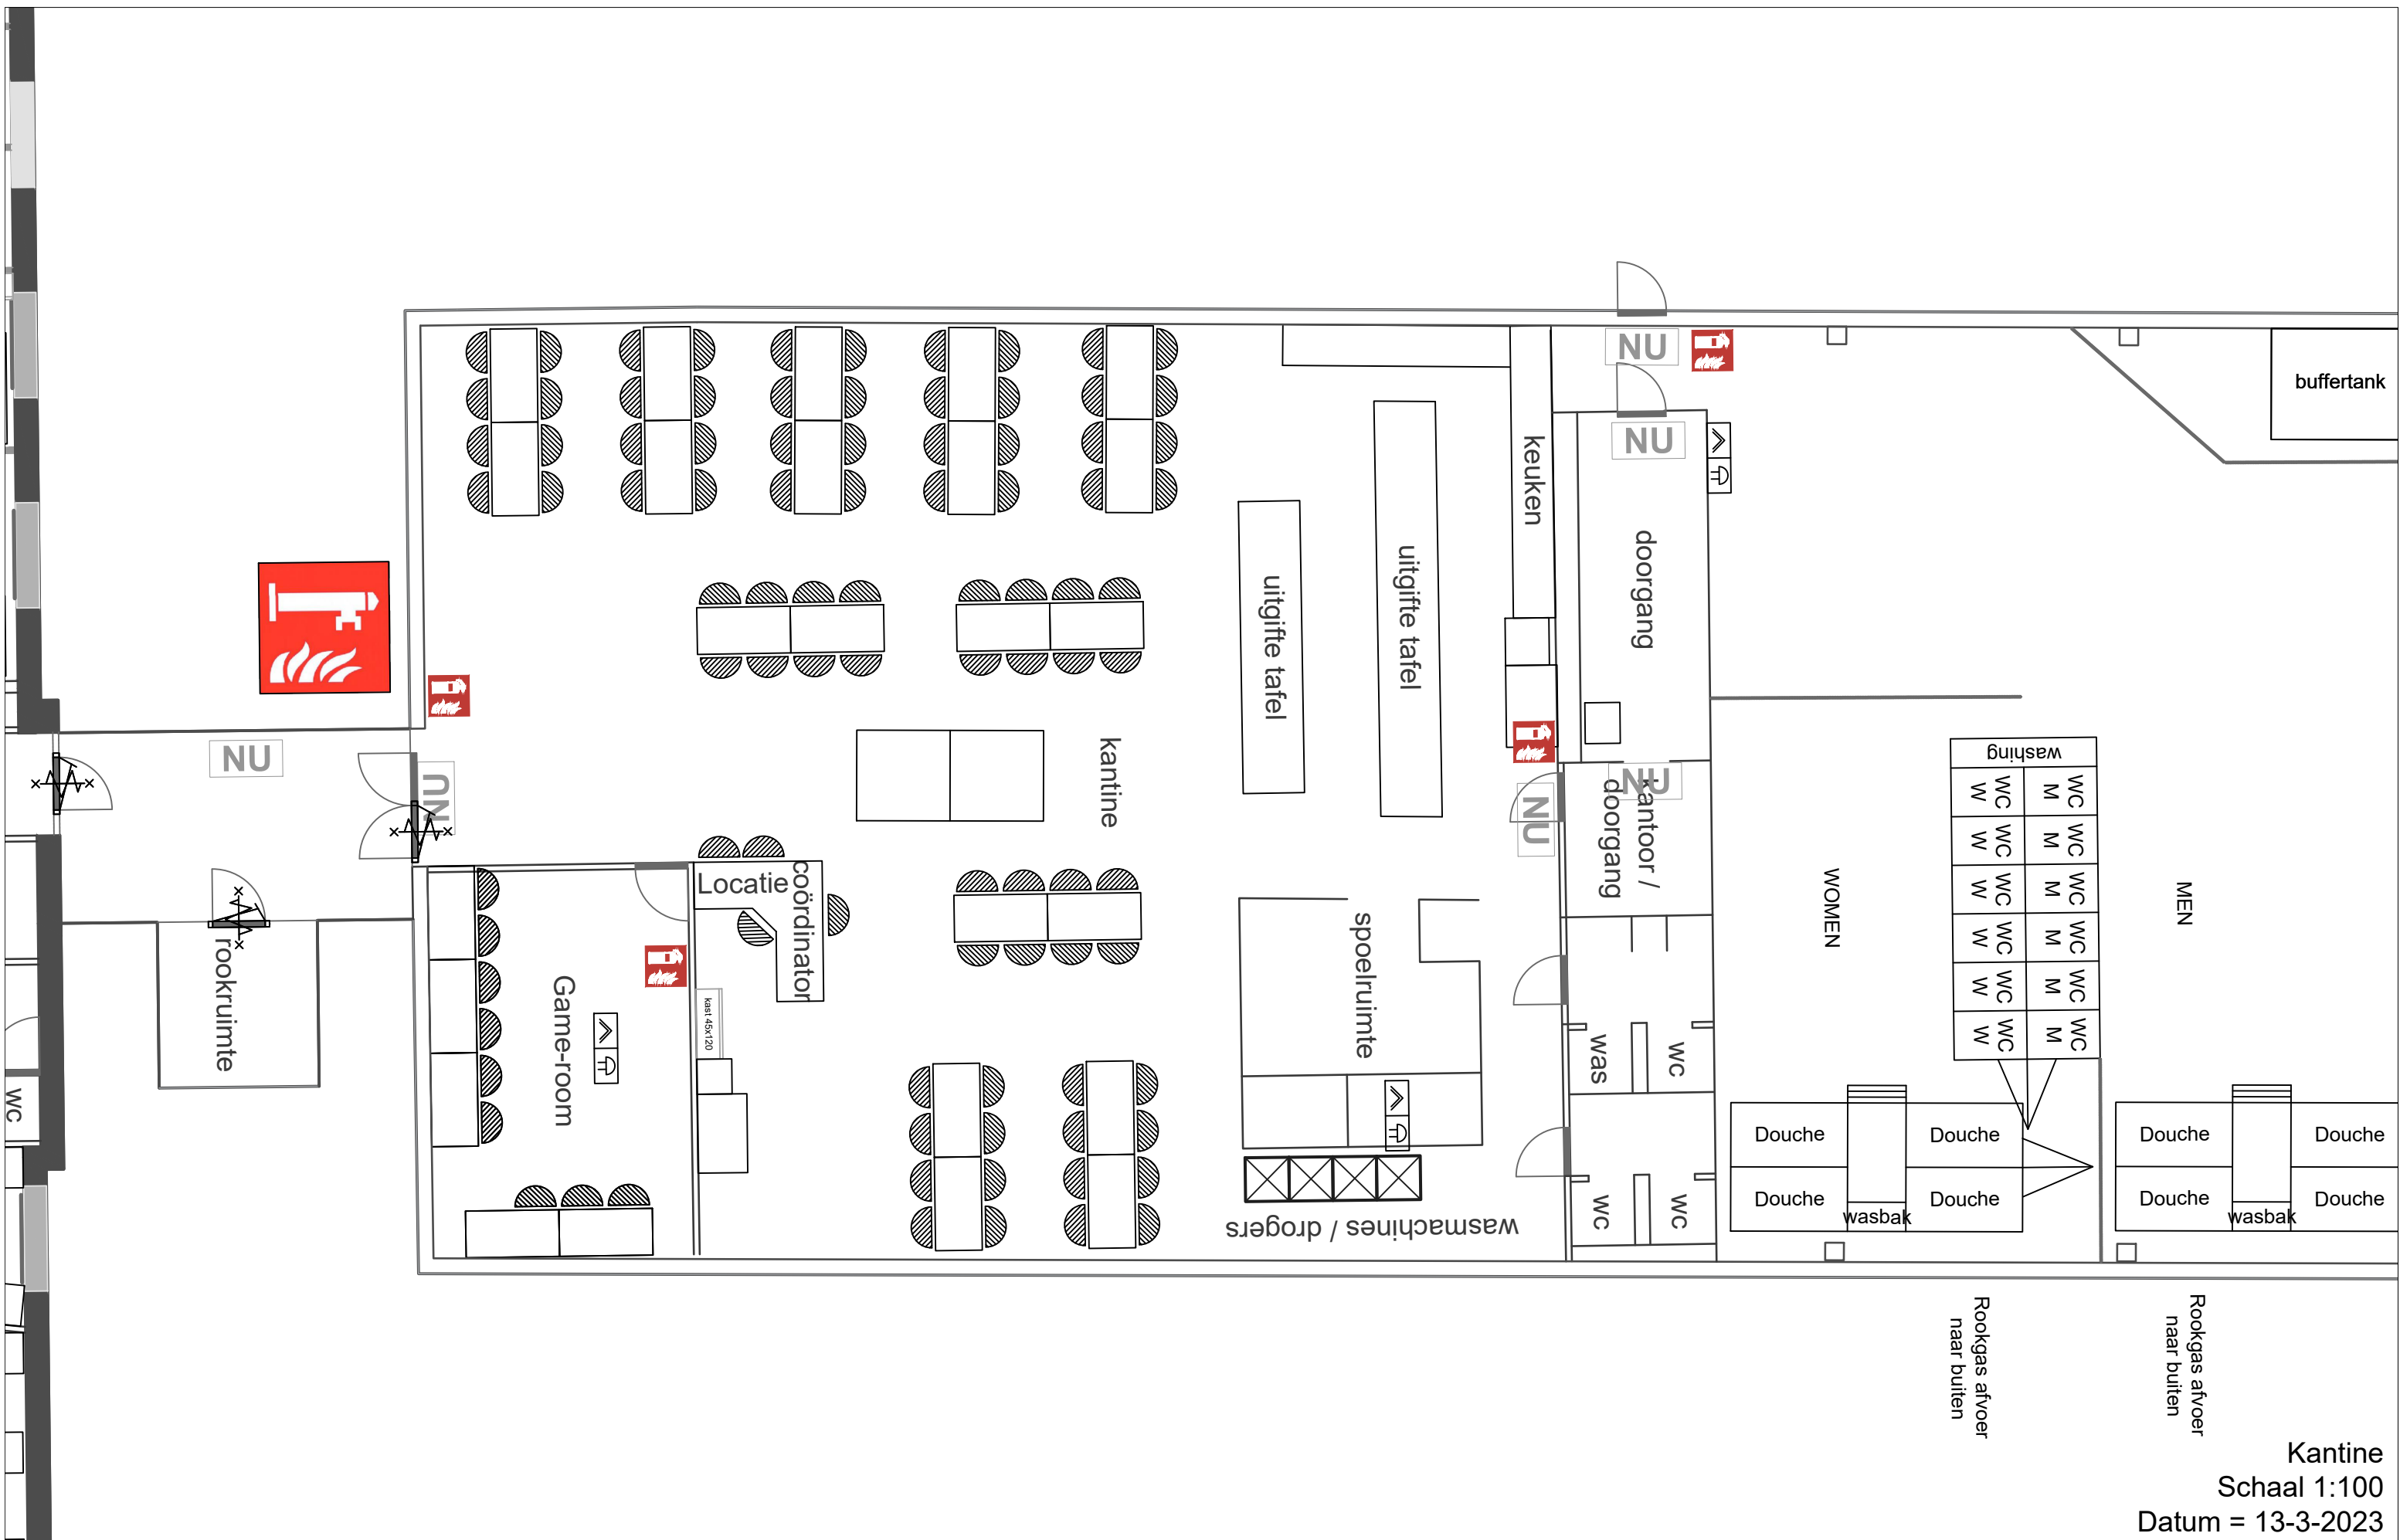 buffertank
NU
NU
keuken
doorgang
uitgifte tafel
uitgifte tafel
NU
NU
kantine
NU
NU
kantoor /
doorgang
washing
WC
W
WC
M
WC
W
WC
M
WC
W
WC
M
WC
W
WC
M
WC
W
WC
M
WC
W
WC
M
WOMEN
MEN
Locatie
coördinator
spoelruimte
rookruimte
Game-room
kast 45x120
was
wc
wc
wc
wc
Douche
Douche
Douche
Douche
wasbak
Douche
Douche
Douche
Douche
wasbak
wasmachines / drogers
Rookgas afvoer
naar buiten
Rookgas afvoer
naar buiten
Kantine
Schaal 1:100
Datum = 13-3-2023